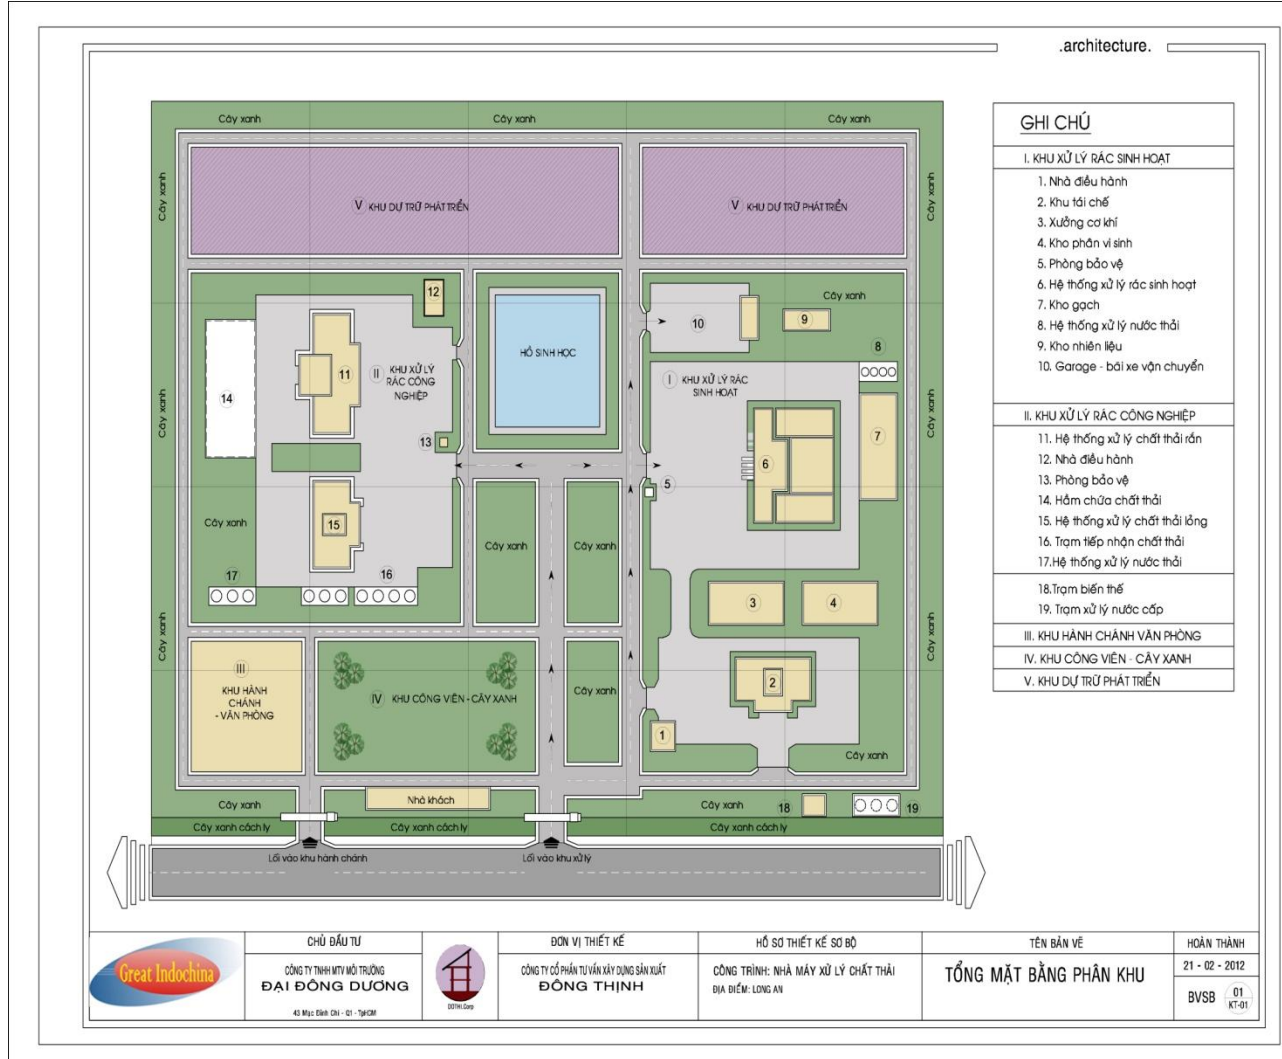 .architecture.
Cây xanh
Cây xanh
Cây xanh
Cây xanh
Cây xanh
V KHU DỰ TRỮ PHÁT TRIỂN
V KHU DỰ TRỮ PHÁT TRIỂN
12
14
11
II KHU XỬ LÝ
RÁC CÔNG
NGHIỆP
HỒ SINH HỌC
10
9
Cây xanh
8
I KHU XỬ LÝ RÁC
SINH HOẠT
Cây xanh
Cây xanh
13
7
6
5
15
Cây xanh
Cây xanh
Cây xanh
17
16
3
4
Cây xanh
Cây xanh
III
KHU HÀNH
CHÁNH
- VĂN PHÒNG
IV KHU CÔNG VIÊN - CÂY XANH
Cây xanh
2
1
Cây xanh
Cây xanh
Nhà khách
Cây xanh
18
19
Cây xanh cách ly
Cây xanh cách ly
Cây xanh cách ly
Lối vào khu hành chánh
Lối vào khu xử lý
GHI CHÚ
I. KHU XỬ LÝ RÁC SINH HOẠT
1. Nhà điều hành
2. Khu tái chế
3. Xưởng cơ khí
4. Kho phân vi sinh
5. Phòng bảo vệ
6. Hệ thống xử lý rác sinh hoạt
7. Kho gạch
8. Hệ thống xử lý nước thải
9. Kho nhiên liệu
10. Garage - bãi xe vận chuyển
II. KHU XỬ LÝ RÁC CÔNG NGHIỆP
11. Hệ thống xử lý chất thải rắn
12. Nhà điều hành
13. Phòng bảo vệ
14. Hầm chứa chất thải
15. Hệ thống xử lý chất thải lỏng
16. Trạm tiếp nhận chất thải
17.Hệ thống xử lý nước thải
18.Trạm biến thế
19. Trạm xử lý nước cấp
III. KHU HÀNH CHÁNH VĂN PHÒNG
IV. KHU CÔNG VIÊN - CÂY XANH
V. KHU DỰ TRỮ PHÁT TRIỂN
Great Indochina
CHỦ ĐẦU TƯ
CÔNG TY TNHH MTV MÔI TRƯỜNG
ĐẠI ĐÔNG DƯƠNG
43 Mạc Đĩnh Chi - Q1 - TpHCM
DOTHI.Corp
ĐƠN VỊ THIẾT KẾ
CÔNG TY CỔ PHẦN TƯ VẤN XÂY DỰNG SẢN XUẤT
ĐÔNG THỊNH
HỒ SƠ THIẾT KẾ SƠ BỘ
CÔNG TRÌNH: NHÀ MÁY XỬ LÝ CHẤT THẢI
ĐỊA ĐIỂM: LONG AN
TÊN BẢN VẼ
TỔNG MẶT BẰNG PHÂN KHU
HOÀN THÀNH
21 - 02 - 2012
BVSB
01
KT-01